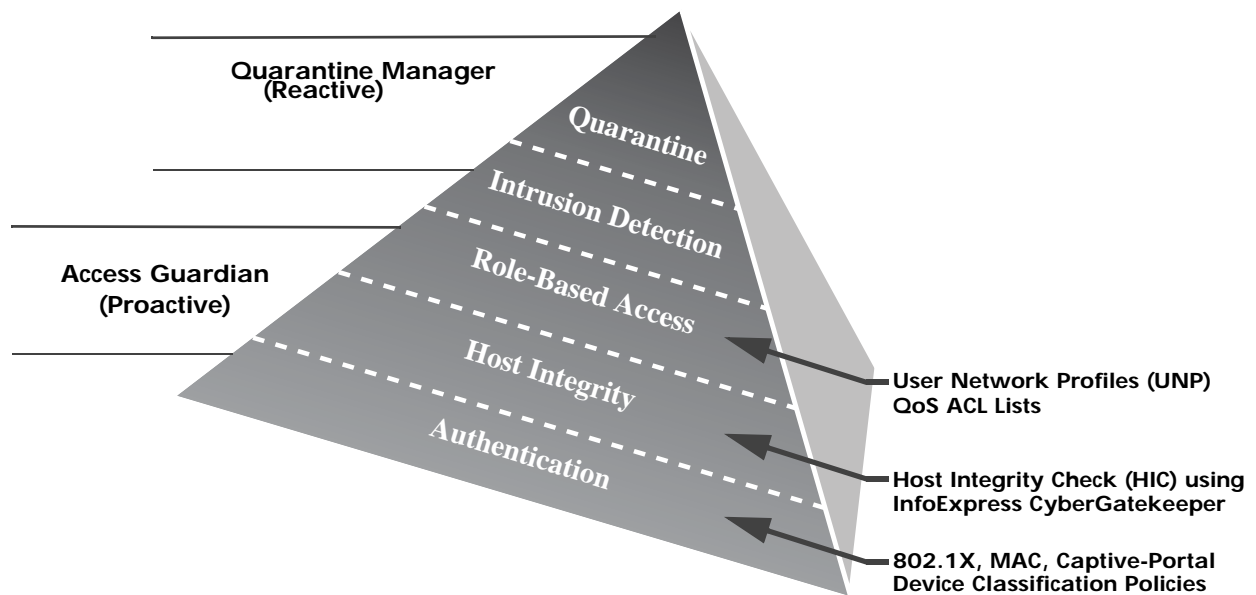 Quarantine Manager
(Reactive)
Quarantine
Intrusion Detection
Role-Based Access
Access Guardian
(Proactive)
Host Integrity
Authentication
User Network Profiles (UNP)
QoS ACL Lists
Host Integrity Check (HIC) using
InfoExpress CyberGatekeeper
802.1X, MAC, Captive-Portal
Device Classification Policies